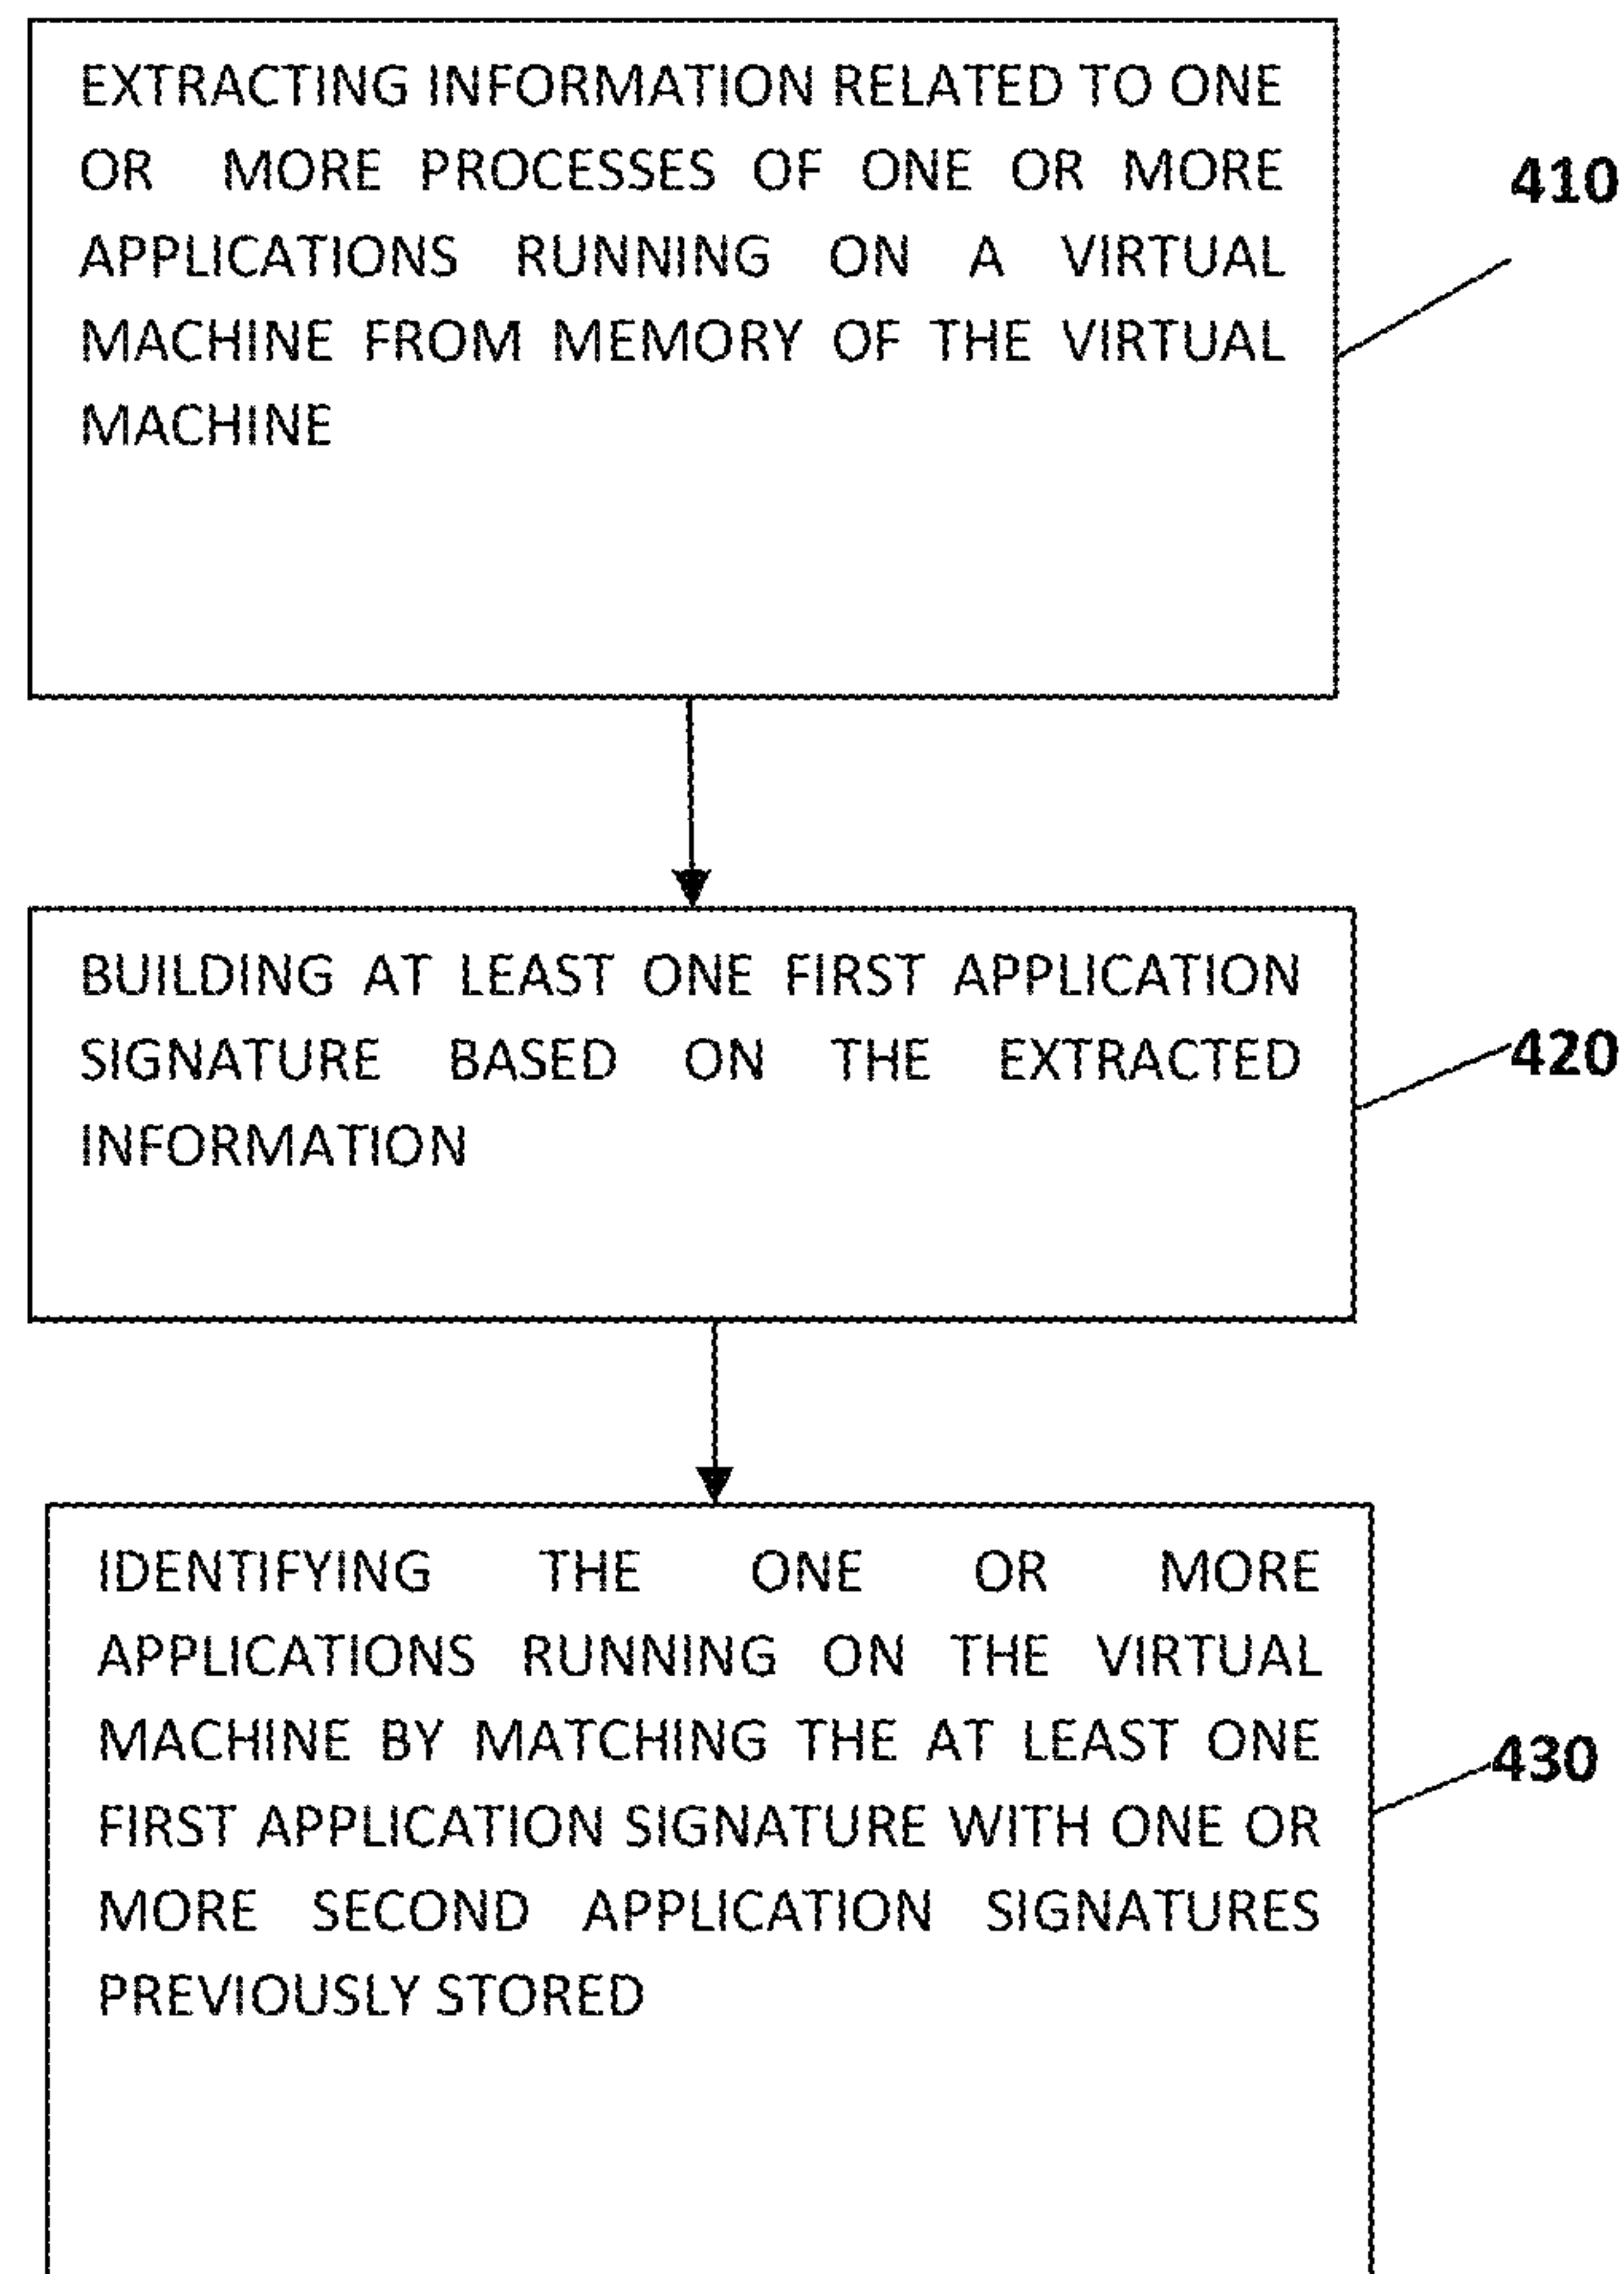 EXTRACTING INFORMATION RELATED TO ONE
OR MORE PROCESSES OF ONE OR MORE
APPLICATIONS RUNNING ON A VIRTUAL
MACHINE FROM MEMORY OF THE VIRTUAL
MACHINE
410
BUILDING AT LEAST ONE FIRST APPLICATION
SIGNATURE BASED ON THE EXTRACTED
INFORMATION
420
IDENTIFYING THE ONE OR MORE
APPLICATIONS RUNNING ON THE VIRTUAL
MACHINE BY MATCHING THE AT LEAST ONE
FIRST APPLICATION SIGNATURE WITH ONE OR
MORE SECOND APPLICATION SIGNATURES
PREVIOUSLY STORED
430